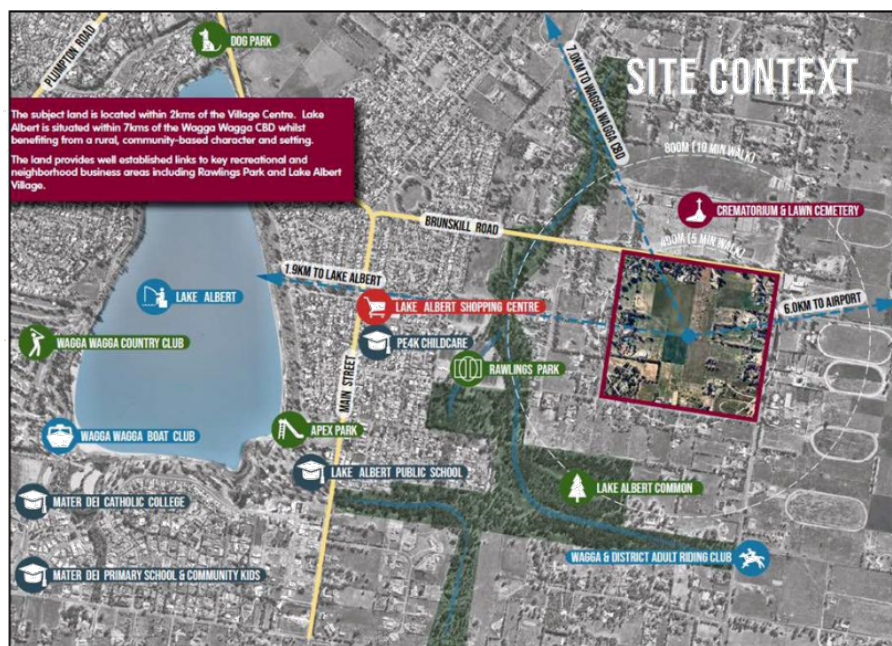 DOG PARK
PLUMPTON ROAD
7.0KM TO WAGGA WAGGA CBD
SITE CONTEXT
The subject land is located within 2kms of the Village Centre. Lake
Albert is situated within 7kms of the Wagga Wagga CBD whilst
benefiting from a rural, community-based character and setting.
The land provides well established links to key recreational and
neighborhood business areas including Rawlings Park and Lake Albert
Village.
800M (10 MIN WALK)
CREMATORIUM & LAWN CEMETERY
BRUNSKILL ROAD
400M (5 MIN WALK)
1.9KM TO LAKE ALBERT
LAKE ALBERT
LAKE ALBERT SHOPPING CENTRE
6.0KM TO AIRPORT
WAGGA WAGGA COUNTRY CLUB
PE4K CHILDCARE
RAWLINGS PARK
MAIN STREET
WAGGA WAGGA BOAT CLUB
APEX PARK
LAKE ALBERT PUBLIC SCHOOL
LAKE ALBERT COMMON
MATER DEI CATHOLIC COLLEGE
WAGGA & DISTRICT ADULT RIDING CLUB
MATER DEI PRIMARY SCHOOL & COMMUNITY KIDS